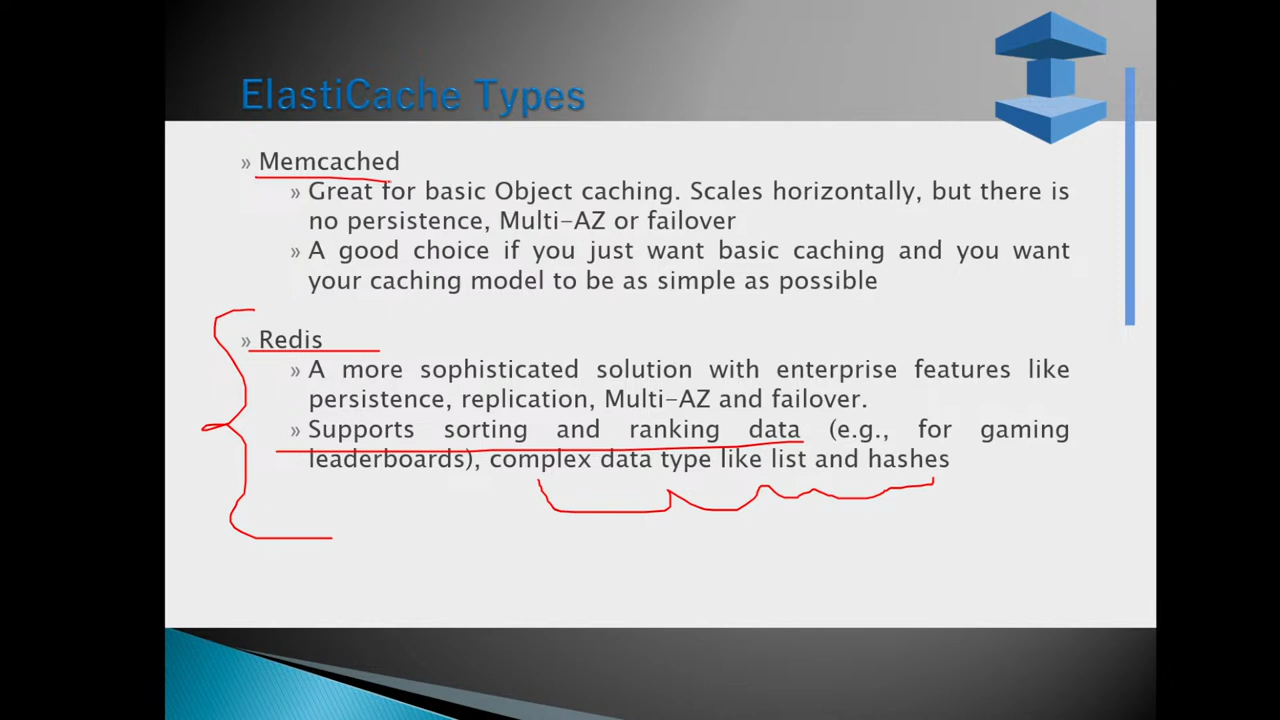 ElastiCache Types
» Memcached
» Great for basic Object caching. Scales horizontally, but there is
no persistence, Multi-AZ or failover
» A good choice if you just want basic caching and you want
your caching model to be as simple as possible
» Redis
» A more sophisticated solution with enterprise features like
persistence, replication, Multi-AZ and failover.
» Supports sorting and ranking data (e.g., for gaming
leaderboards), complex data type like list and hashes